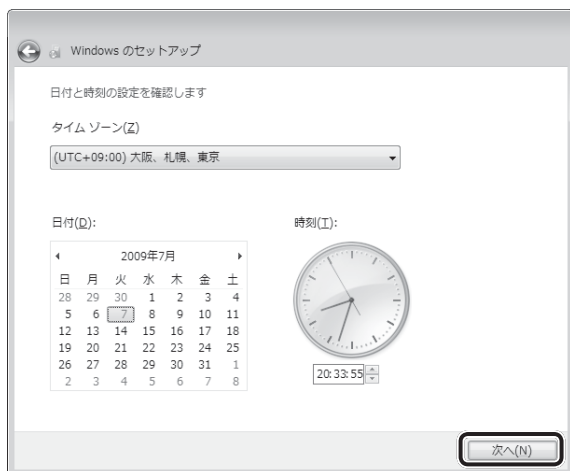 Windows のセットアップ
日付と時刻の設定を確認します
タイム ゾーン(Z)
(UTC+09:00) 大阪、札幌、東京
日付(D):
2009年7月
日 月 火 水 木 金 土
28 29 30 1 2 3 4
5 6 7 8 9 10 11
12 13 14 15 16 17 18
19 20 21 22 23 24 25
26 27 28 29 30 31 1
2 3 4 5 6 7 8
時刻(T):
20:33:55
次へ(N)